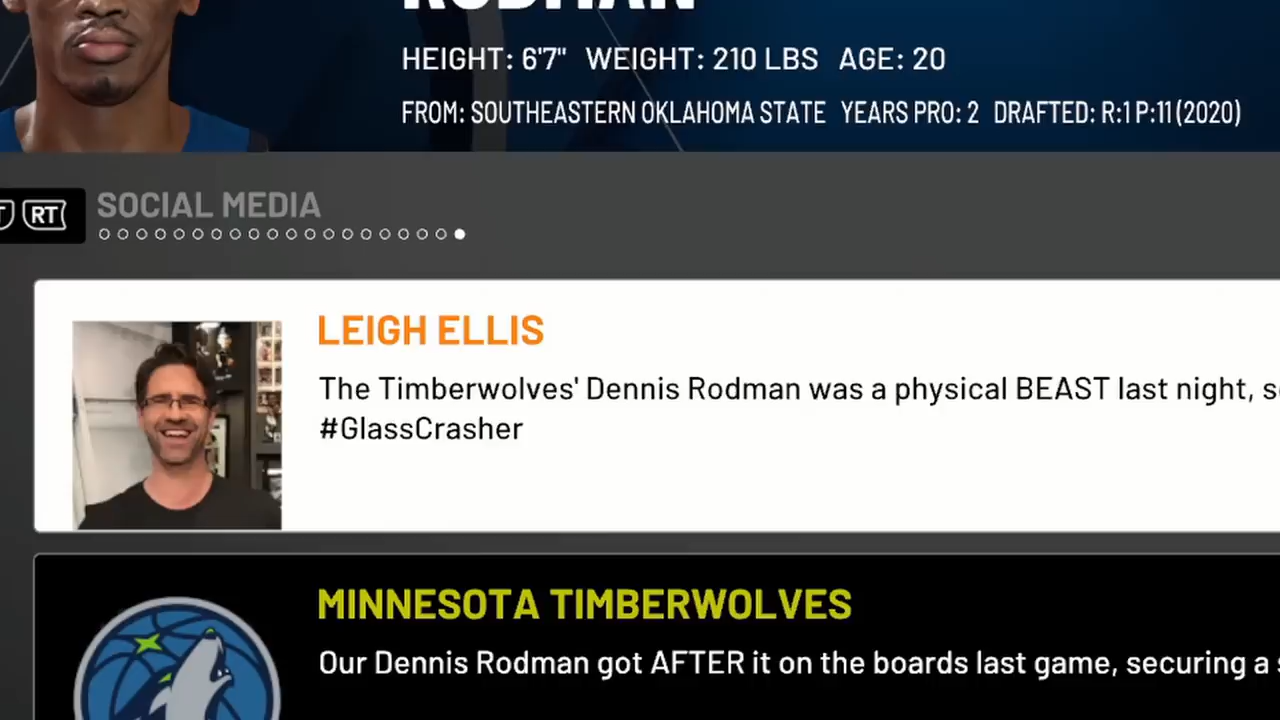 RODMAN
HEIGHT: 6'7" WEIGHT: 210 LBS AGE: 20
FROM: SOUTHEASTERN OKLAHOMA STATE YEARS PRO: 2 DRAFTED: R:1 P:11 (2020)
RT SOCIAL MEDIA
LEIGH ELLIS
The Timberwolves' Dennis Rodman was a physical BEAST last night,
#GlassCrasher
MINNESOTA TIMBERWOLVES
Our Dennis Rodman got AFTER it on the boards last game, securing a